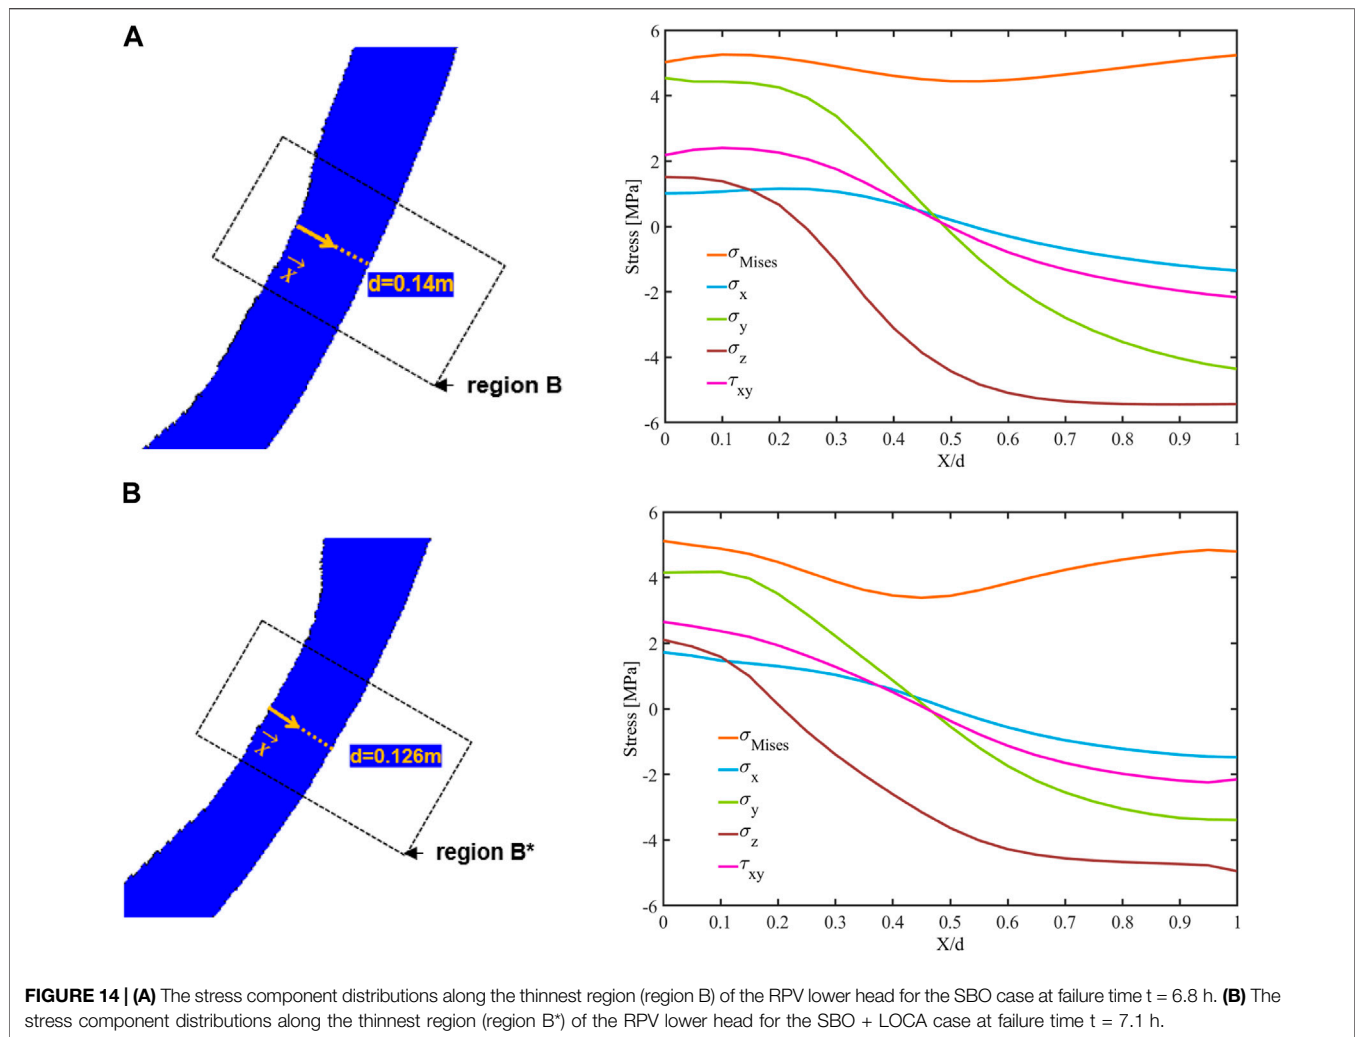 A
x
d=0.14m
region B
6
4
2
0
-2
-4
-6
Stress [MPa]
σMises
σx
σy
σz
τxy
0 0.1 0.2 0.3 0.4 0.5 0.6 0.7 0.8 0.9 1
X/d
B
x
d=0.126m
region B*
6
4
2
0
-2
-4
-6
Stress [MPa]
σMises
σx
σy
σz
τxy
0 0.1 0.2 0.3 0.4 0.5 0.6 0.7 0.8 0.9 1
X/d
FIGURE 14 | (A) The stress component distributions along the thinnest region (region B) of the RPV lower head for the SBO case at failure time t = 6.8 h. (B) The
stress component distributions along the thinnest region (region B*) of the RPV lower head for the SBO + LOCA case at failure time t = 7.1 h.